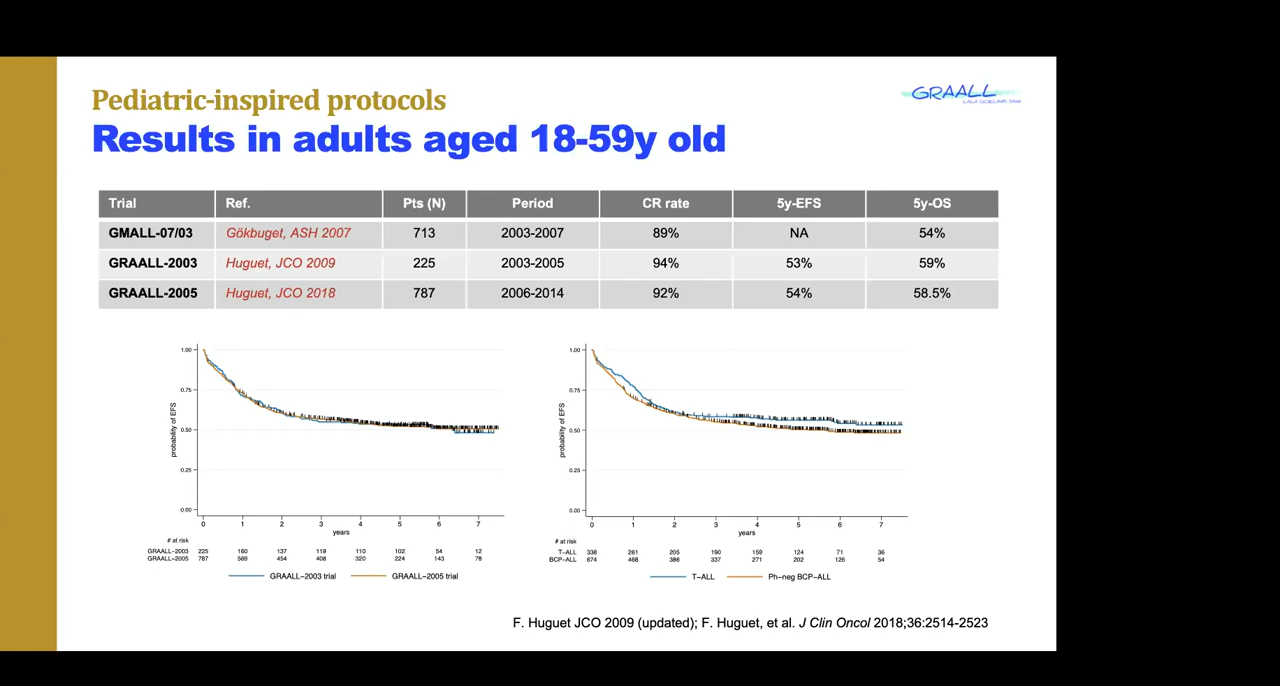 Pediatric-inspired protocols
Results in adults aged 18-59y old
GRAALL
Trial Ref. Pts (N) Period CR rate 5y-EFS 5y-OS
GMALL-07/03 Gökbuget, ASH 2007 713 2003-2007 89% NA 54%
GRAALL-2003 Huguet, JCO 2009 225 2003-2005 94% 53% 59%
GRAALL-2005 Huguet, JCO 2018 787 2006-2014 92% 54% 58.5%
probability of EFS
1.00
0.75
0.50
0.25
0.00
0 1 2 3 4 5 6 7
years
# at risk
GRAALL-2003 225 160 137 119 110 102 54 12
GRAALL-2005 787 569 454 408 320 224 143 78
GRAALL-2003 trial GRAALL-2005 trial
probability of EFS
1.00
0.75
0.50
0.25
0.00
0 1 2 3 4 5 6 7
years
# at risk
T-ALL 338 261 205 190 159 124 71 36
BCP-ALL 674 468 386 337 271 202 126 54
T-ALL Ph-neg BCP-ALL
F. Huguet JCO 2009 (updated); F. Huguet, et al. J Clin Oncol 2018;36:2514-2523